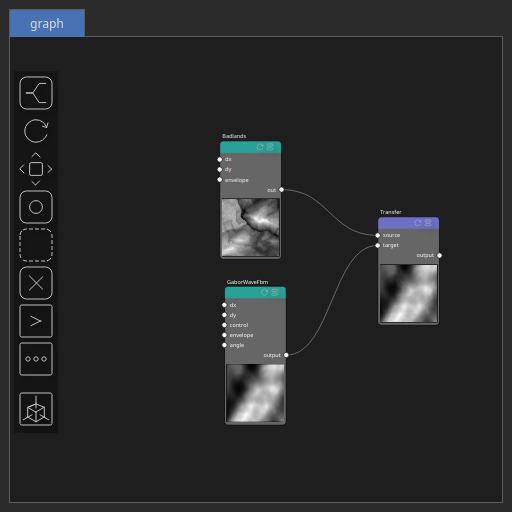 graph
Badlands
dx
dy
envelope
out
Transfer
source
target
output
GaborWaveFbm
dx
dy
control
envelope
angle
output